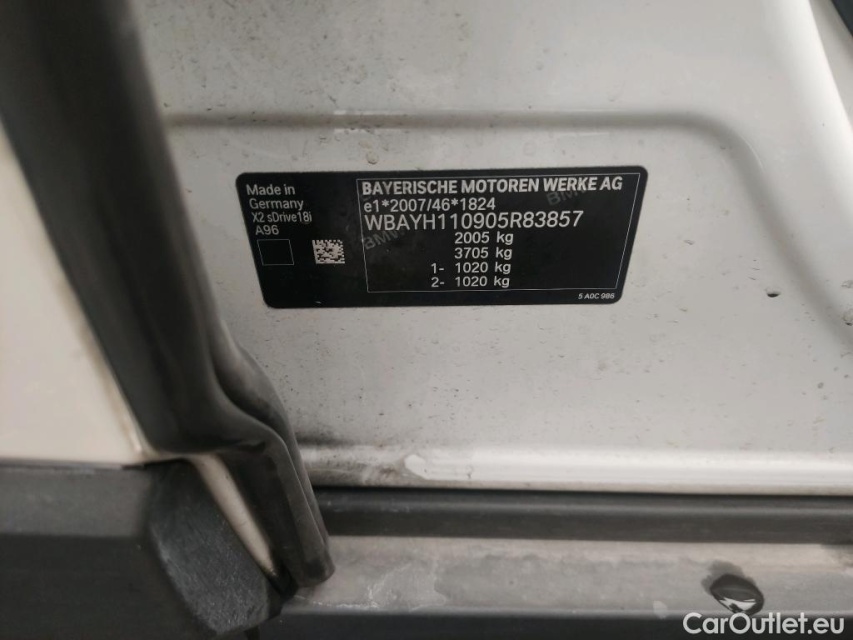 Made in
Germany
X2 sDrive18i
A96
BAYERISCHE MOTOREN WERKE AG
e1*2007/46*1824
WBAYH110905R83857
2005 kg
3705 kg
1- 1020 kg
2- 1020 kg
5 A0C 986
CarOutlet.eu